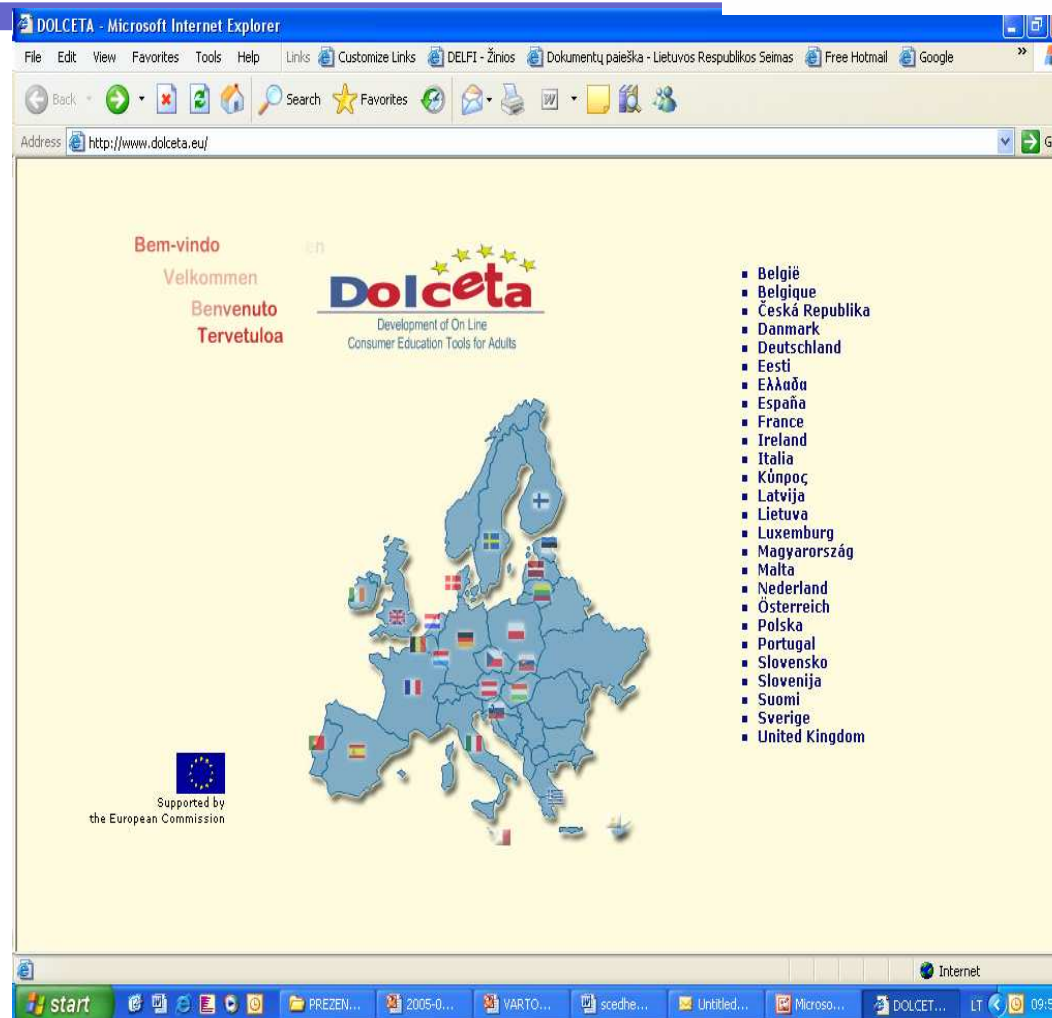 DOLCETA - Microsoft Internet Explorer
File Edit View Favorites Tools Help Links Customize Links DELFI - Žinios Dokumentų paieška - Lietuvos Respublikos Seimas Free Hotmail Google »
Back Search Favorites
Address http://www.dolceta.eu/ G
Bem-vindo
en
Velkommen
Benvenuto
Tervetuloa
Dolceta
Development of On Line
Consumer Education Tools for Adults
België
Belgique
Česká Republika
Danmark
Deutschland
Eesti
Ελλαδα
España
France
Ireland
Italia
Κύπρος
Latvija
Lietuva
Luxemburg
Magyarország
Malta
Nederland
Österreich
Polska
Portugal
Slovensko
Slovenija
Suomi
Sverige
United Kingdom
Supported by
the European Commission
Internet
start PREZEN... 2005-0... VARTO... scedhe... Untitled... Microso... DOLCET... LT 09:5